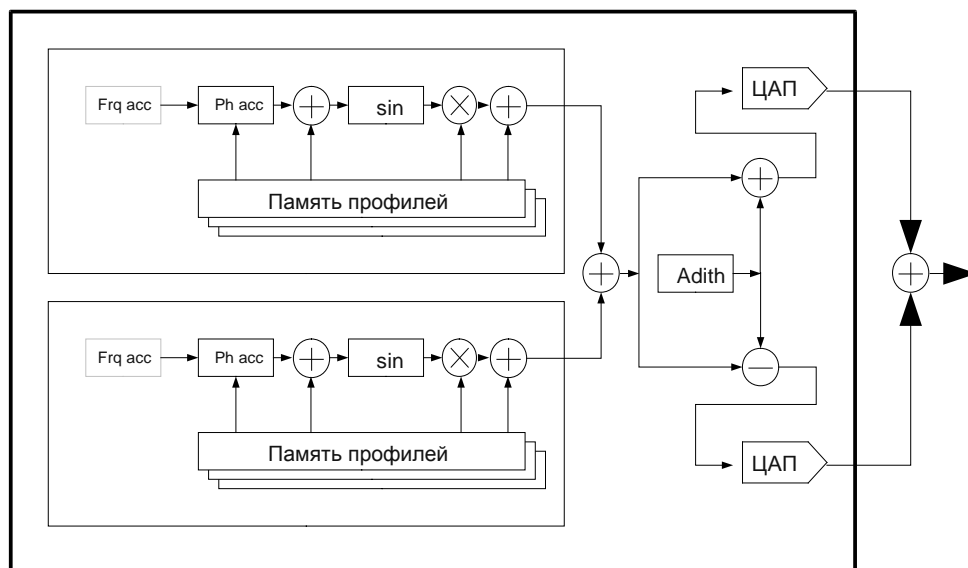 ЦАП
Frq acc
Ph acc
sin
Память профилей
Adith
Frq acc
Ph acc
sin
Память профилей
ЦАП